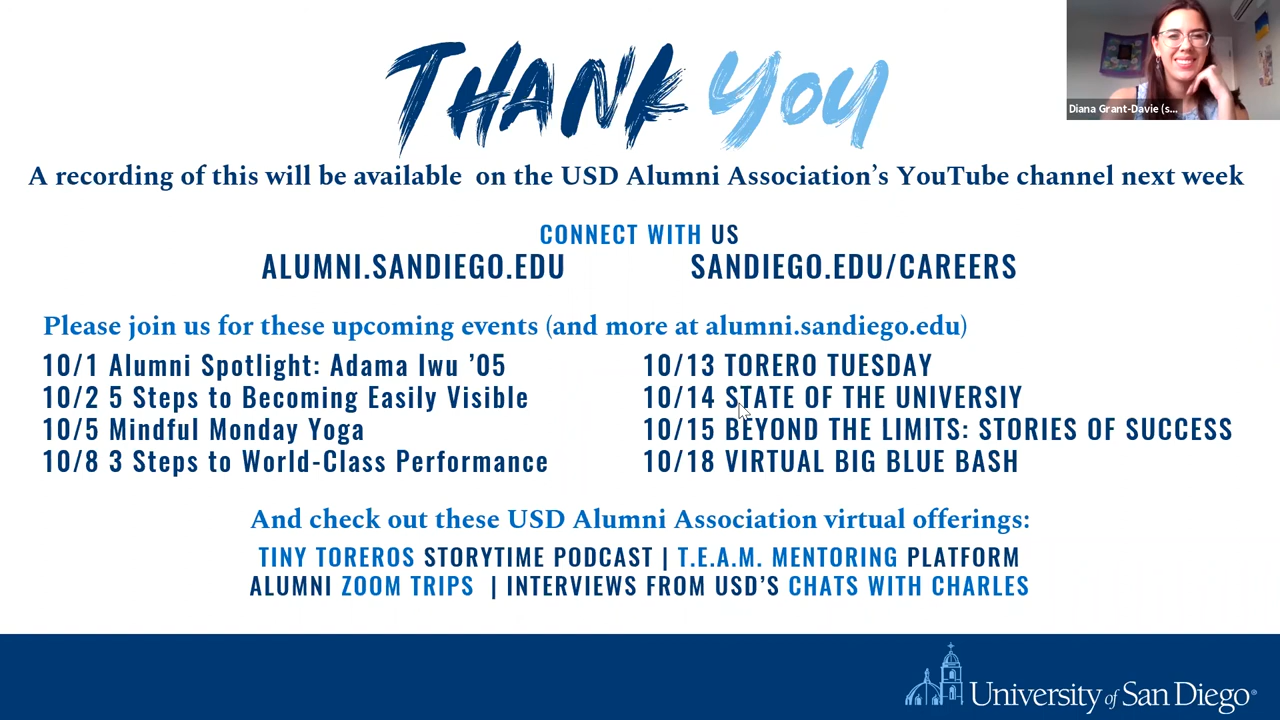 THANK YOU
Diana Grant-Davie (s...
A recording of this will be available on the USD Alumni Association's YouTube channel next week
CONNECT WITH US
ALUMNI.SANDIEGO.EDU SANDIEGO.EDU/CAREERS
Please join us for these upcoming events (and more at alumni.sandiego.edu)
10/1 Alumni Spotlight: Adama Iwu '05
10/2 5 Steps to Becoming Easily Visible
10/5 Mindful Monday Yoga
10/8 3 Steps to World-Class Performance
10/13 TORERO TUESDAY
10/14 STATE OF THE UNIVERSIY
10/15 BEYOND THE LIMITS: STORIES OF SUCCESS
10/18 VIRTUAL BIG BLUE BASH
And check out these USD Alumni Association virtual offerings:
TINY TOREROS STORYTIME PODCAST | T.E.A.M. MENTORING PLATFORM
ALUMNI ZOOM TRIPS | INTERVIEWS FROM USD'S CHATS WITH CHARLES
University of San Diego®